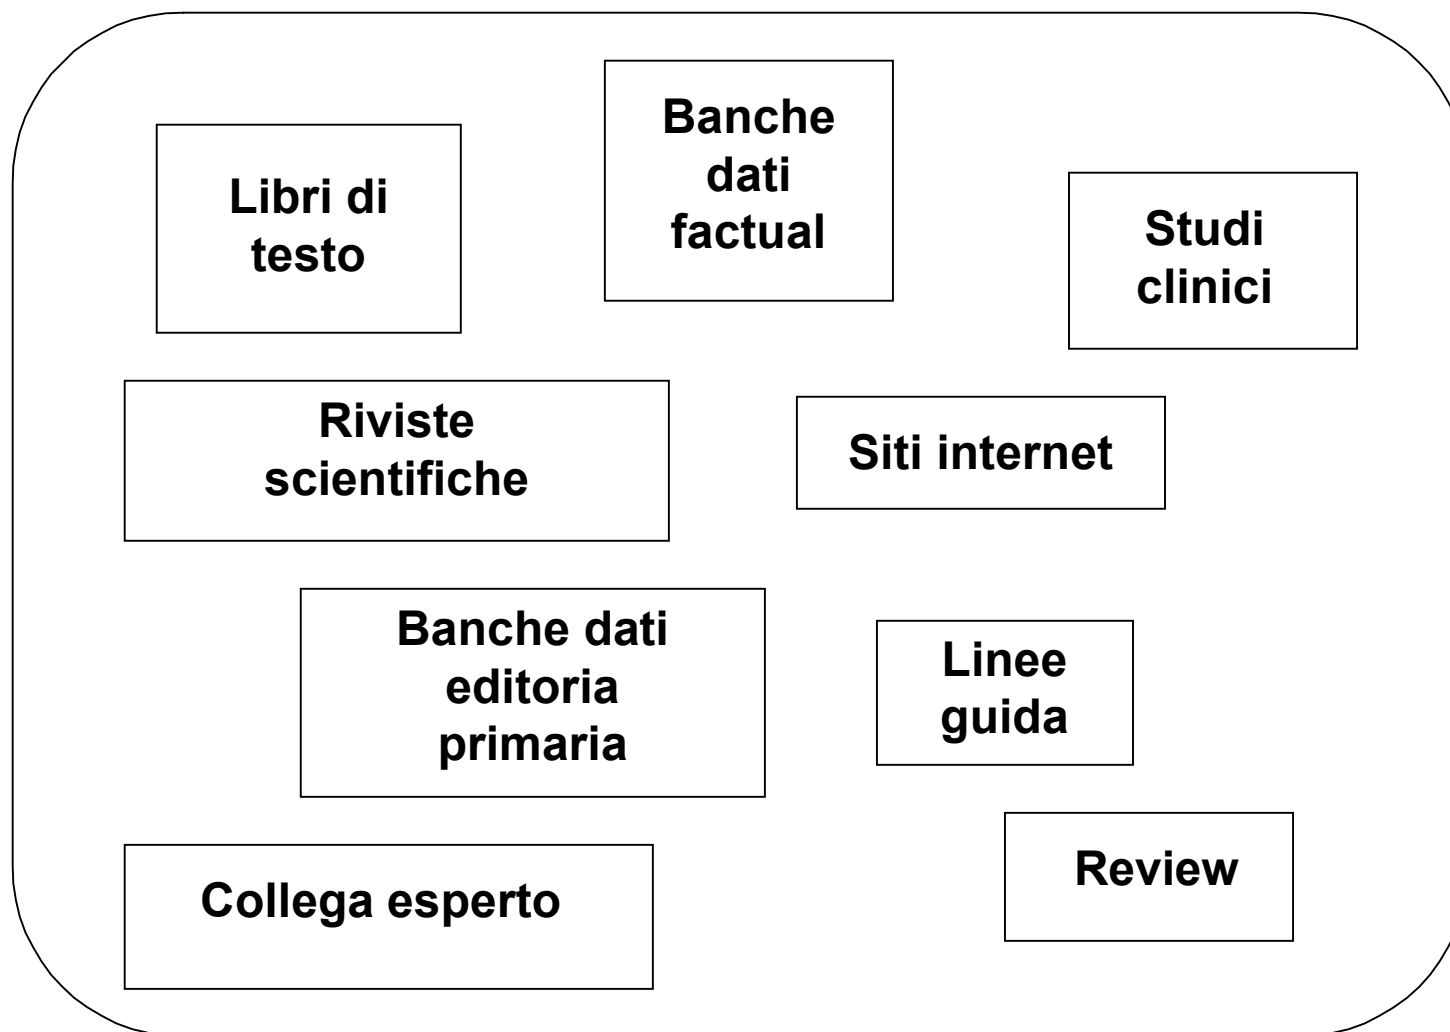 Libri di
testo
Banche
dati
factual
Studi
clinici
Riviste
scientifiche
Siti internet
Banche dati
editoria
primaria
Linee
guida
Collega esperto
Review